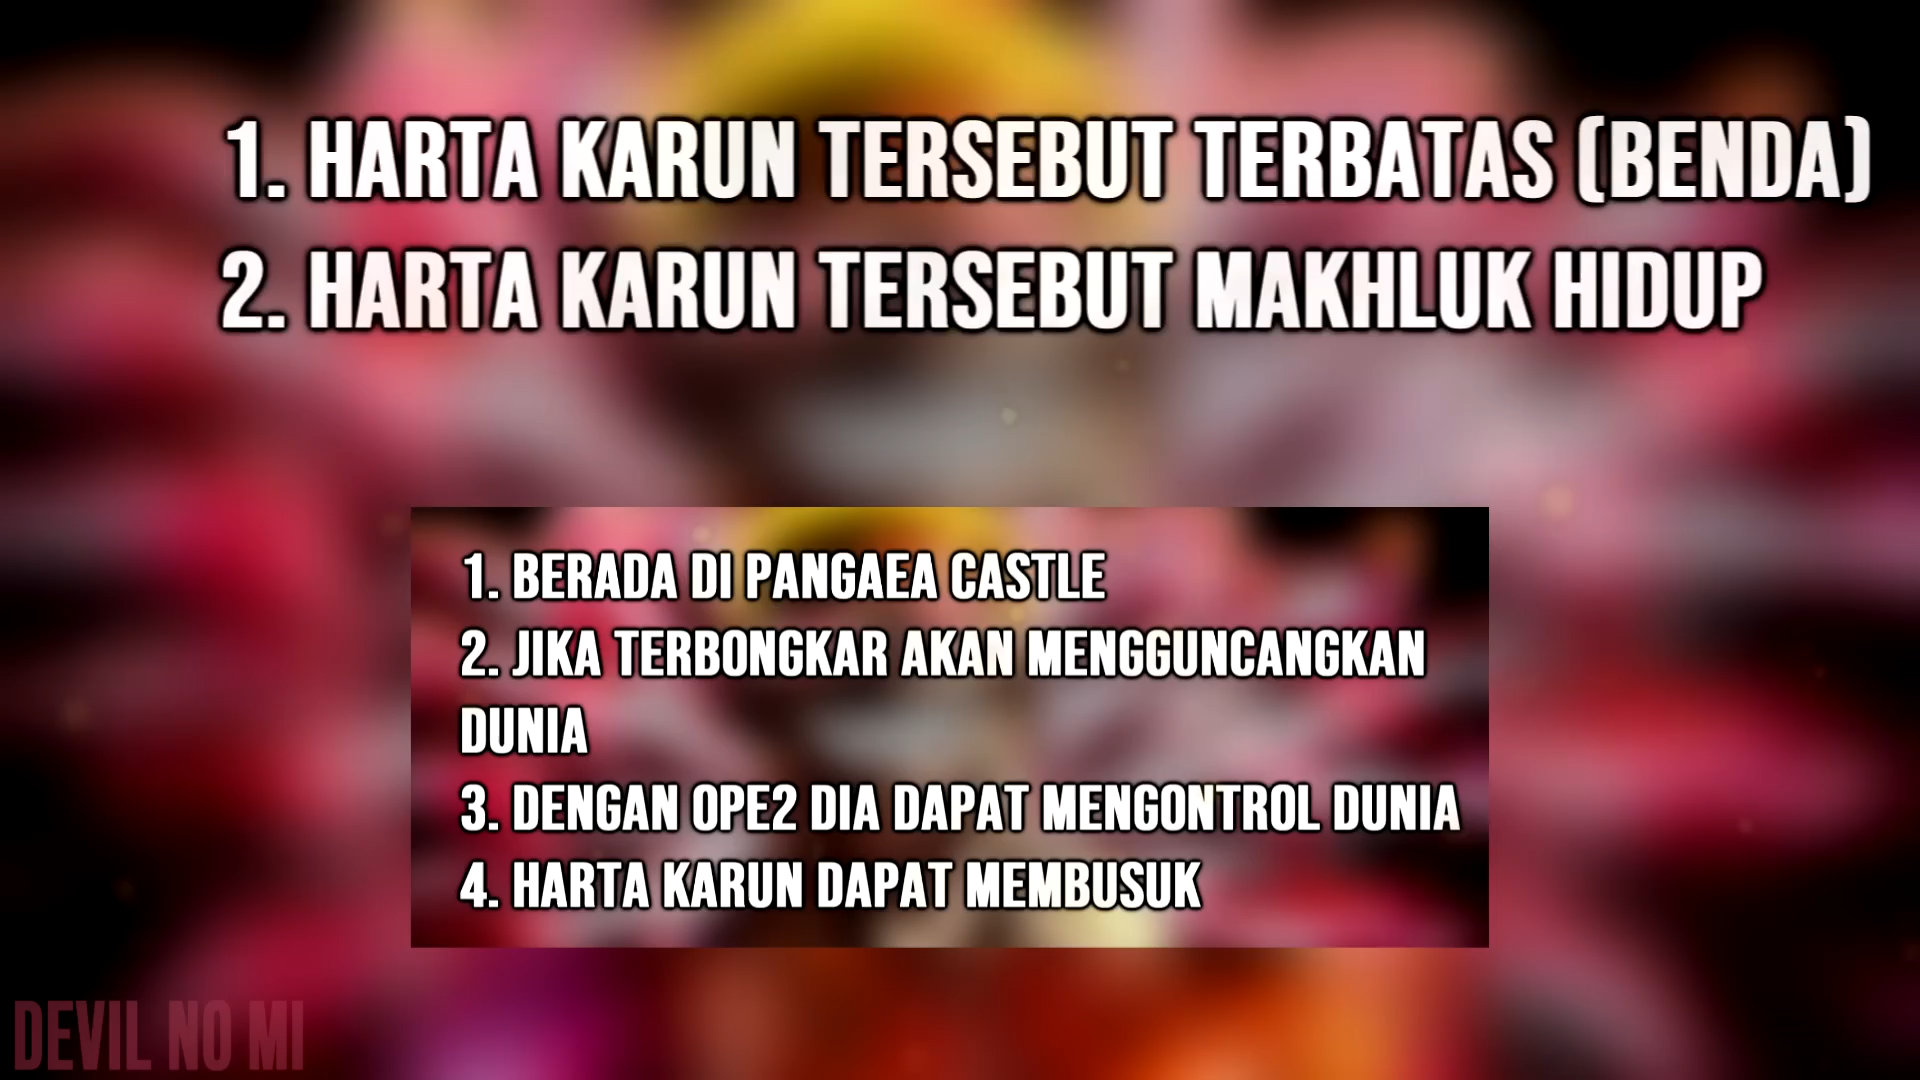 1. HARTA KARUN TERSEBUT TERBATAS (BENDA)
2. HARTA KARUN TERSEBUT MAKHLUK HIDUP
1. BERADA DI PANGAEA CASTLE
2. JIKA TERBONGKAR AKAN MENGGUNCANGKAN
DUNIA
3. DENGAN OPE2 DIA DAPAT MENGONTROL DUNIA
4. HARTA KARUN DAPAT MEMBUSUK
DEVIL NO MI